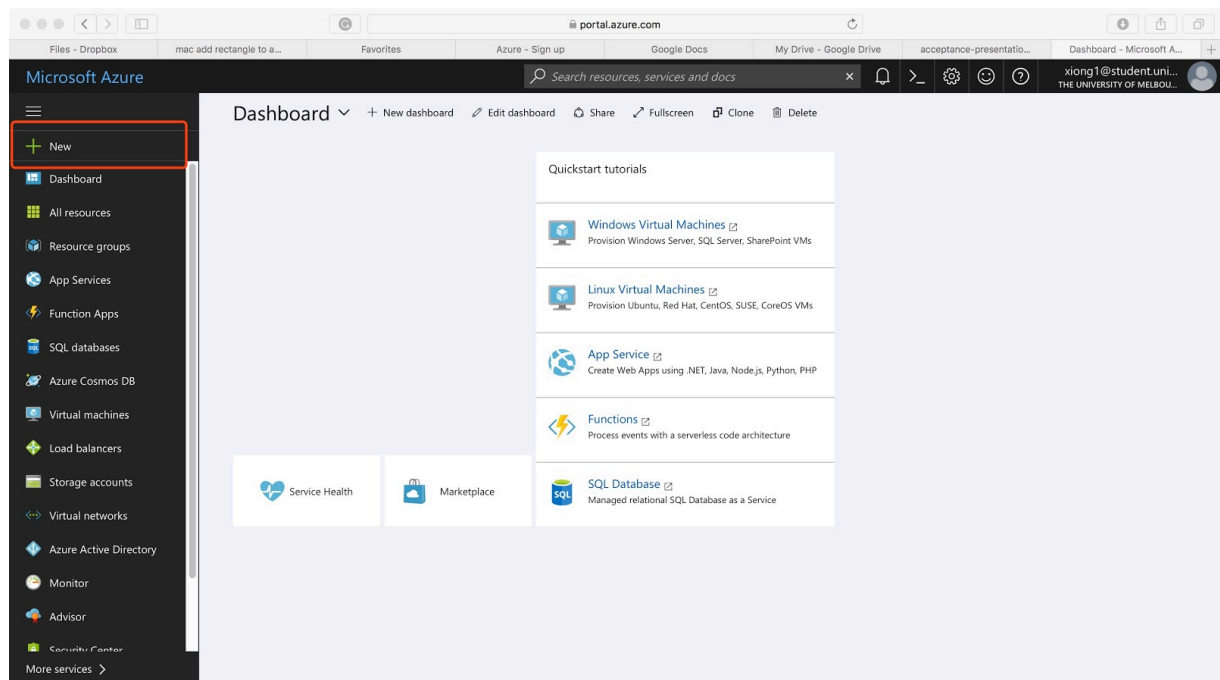 portal.azure.com
Files - Dropbox
mac add rectangle to a...
Favorites
Azure - Sign up
Google Docs
My Drive - Google Drive
acceptance-presentatio...
Dashboard - Microsoft A...
Microsoft Azure
Search resources, services and docs
xiong1@student.uni...
THE UNIVERSITY OF MELBOU...
Dashboard
+ New dashboard
Edit dashboard
Share
Fullscreen
Clone
Delete
New
Dashboard
All resources
Resource groups
App Services
Function Apps
SQL databases
Azure Cosmos DB
Virtual machines
Load balancers
Storage accounts
Virtual networks
Azure Active Directory
Monitor
Advisor
Security Center
More services
Quickstart tutorials
Windows Virtual Machines
Provision Windows Server, SQL Server, SharePoint VMs
Linux Virtual Machines
Provision Ubuntu, Red Hat, CentOS, SUSE, CoreOS VMs
App Service
Create Web Apps using .NET, Java, Node.js, Python, PHP
Functions
Process events with a serverless code architecture
SQL
SQL Database
Managed relational SQL Database as a Service
Service Health
Marketplace